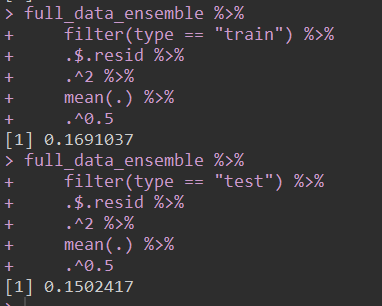 > full_data_ensemble %>%
+     filter(type == "train") %>%
+     .$.resid %>%
+     .^2 %>%
+     mean(.) %>%
+     .^0.5
[1] 0.1691037
> full_data_ensemble %>%
+     filter(type == "test") %>%
+     .$.resid %>%
+     .^2 %>%
+     mean(.) %>%
+     .^0.5
[1] 0.1502417
>